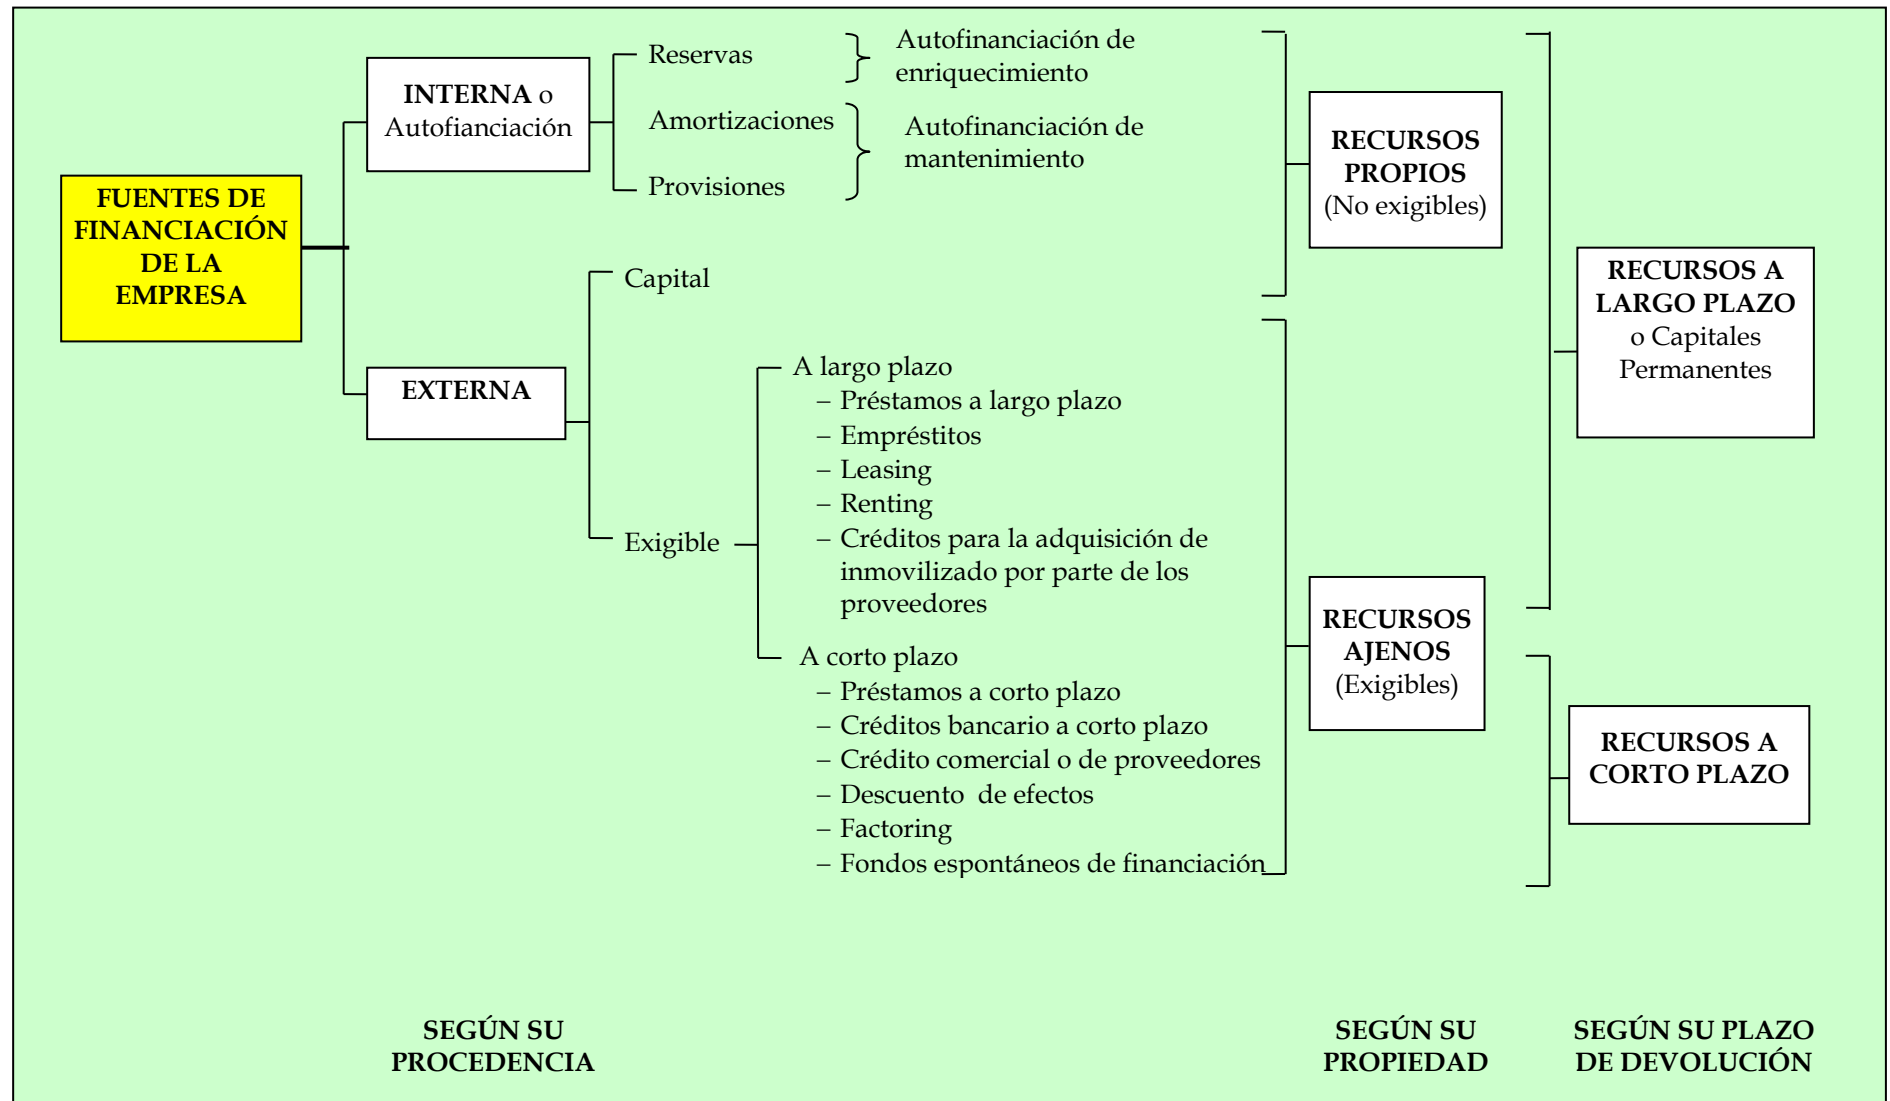 FUENTES DE
FINANCIACIÓN
DE LA
EMPRESA
INTERNA o
Autofianciación
Reservas
Amortizaciones
Provisiones
Autofinanciación de
enriquecimiento
Autofinanciación de
mantenimiento
EXTERNA
Capital
Exigible
A largo plazo
– Préstamos a largo plazo
– Empréstitos
– Leasing
– Renting
– Créditos para la adquisición de
inmovilizado por parte de los
proveedores
A corto plazo
– Préstamos a corto plazo
– Créditos bancario a corto plazo
– Crédito comercial o de proveedores
– Descuento  de efectos
– Factoring
– Fondos espontáneos de financiación
RECURSOS
PROPIOS
(No exigibles)
RECURSOS
AJENOS
(Exigibles)
RECURSOS A
LARGO PLAZO
o Capitales
Permanentes
RECURSOS A
CORTO PLAZO
SEGÚN SU
PROCEDENCIA
SEGÚN SU
PROPIEDAD
SEGÚN SU PLAZO
DE DEVOLUCIÓN